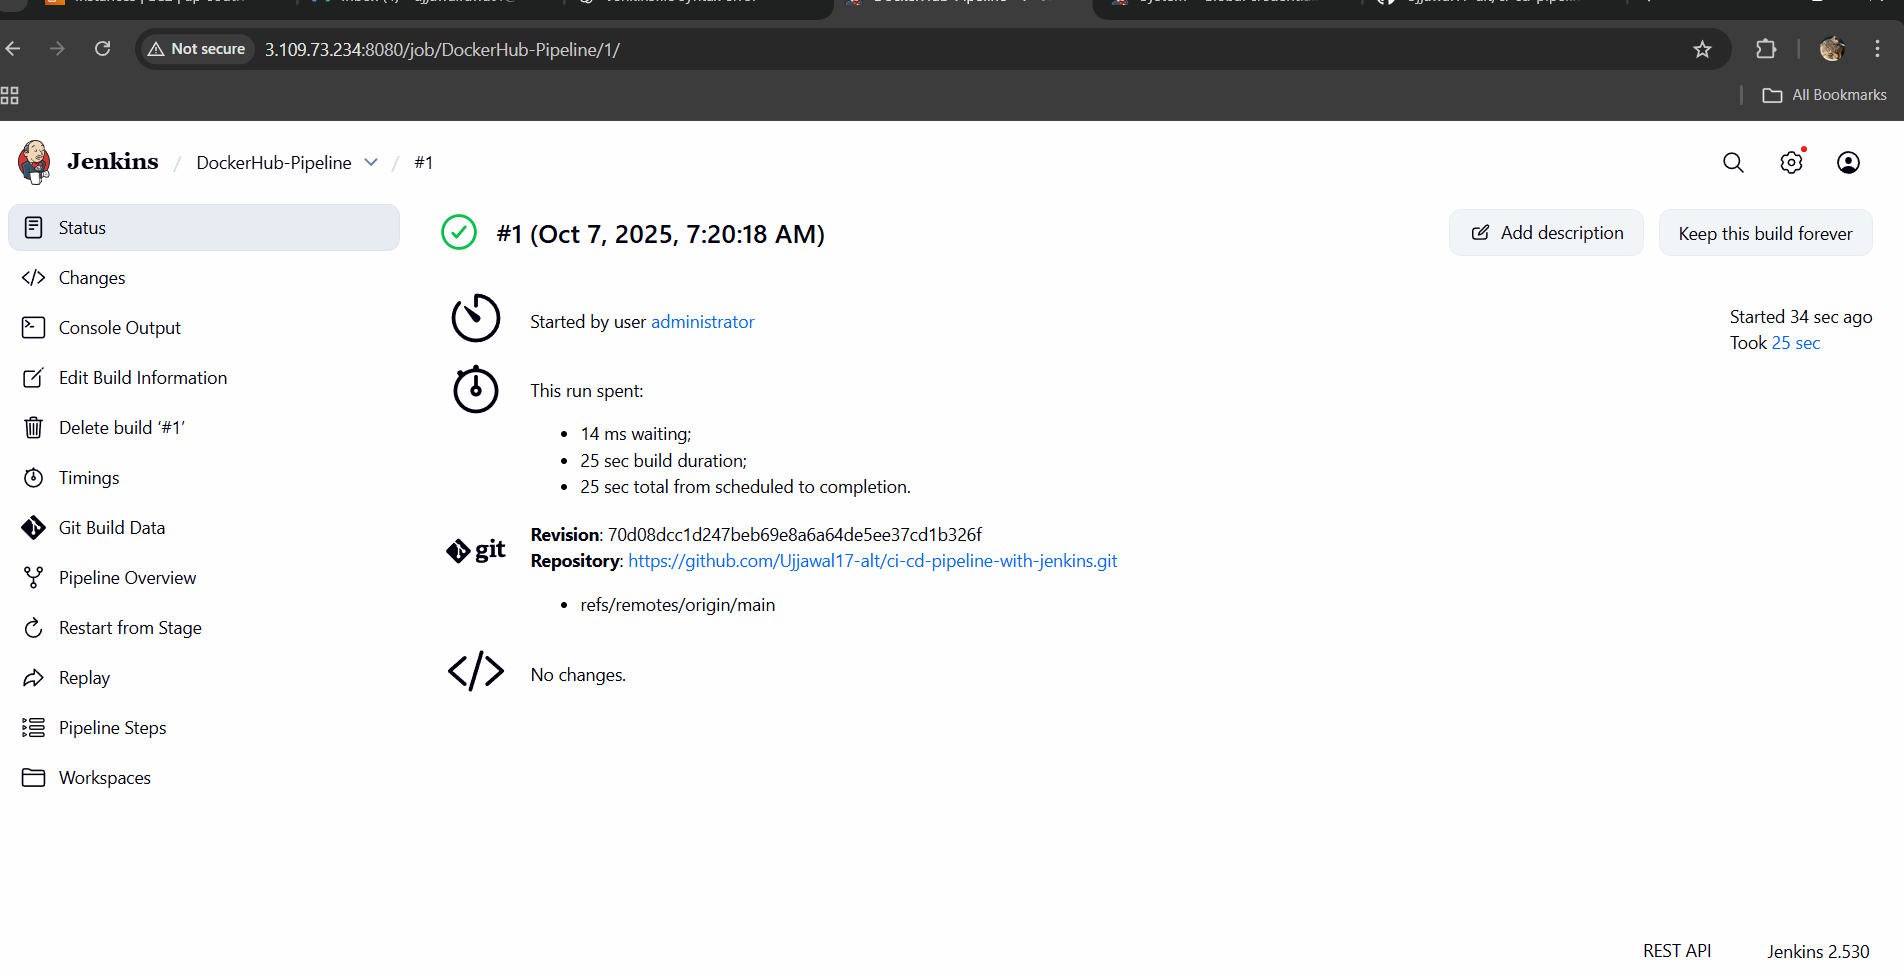 Not secure 3.109.73.234:8080/job/DockerHub-Pipeline/1/
All Bookmarks
Jenkins / DockerHub-Pipeline / #1
Status
Changes
Console Output
Edit Build Information
Delete build ‘#1’
Timings
Git Build Data
Pipeline Overview
Restart from Stage
Replay
Pipeline Steps
Workspaces
#1 (Oct 7, 2025, 7:20:18 AM)
Add description
Keep this build forever
Started by user administrator
Started 34 sec ago
Took 25 sec
This run spent:
14 ms waiting;
25 sec build duration;
25 sec total from scheduled to completion.
git
Revision: 70d08dcc1d247beb69e8a6a64de5ee37cd1b326f
Repository: https://github.com/Ujjawal17-alt/ci-cd-pipeline-with-jenkins.git
refs/remotes/origin/main
No changes.
REST API
Jenkins 2.530